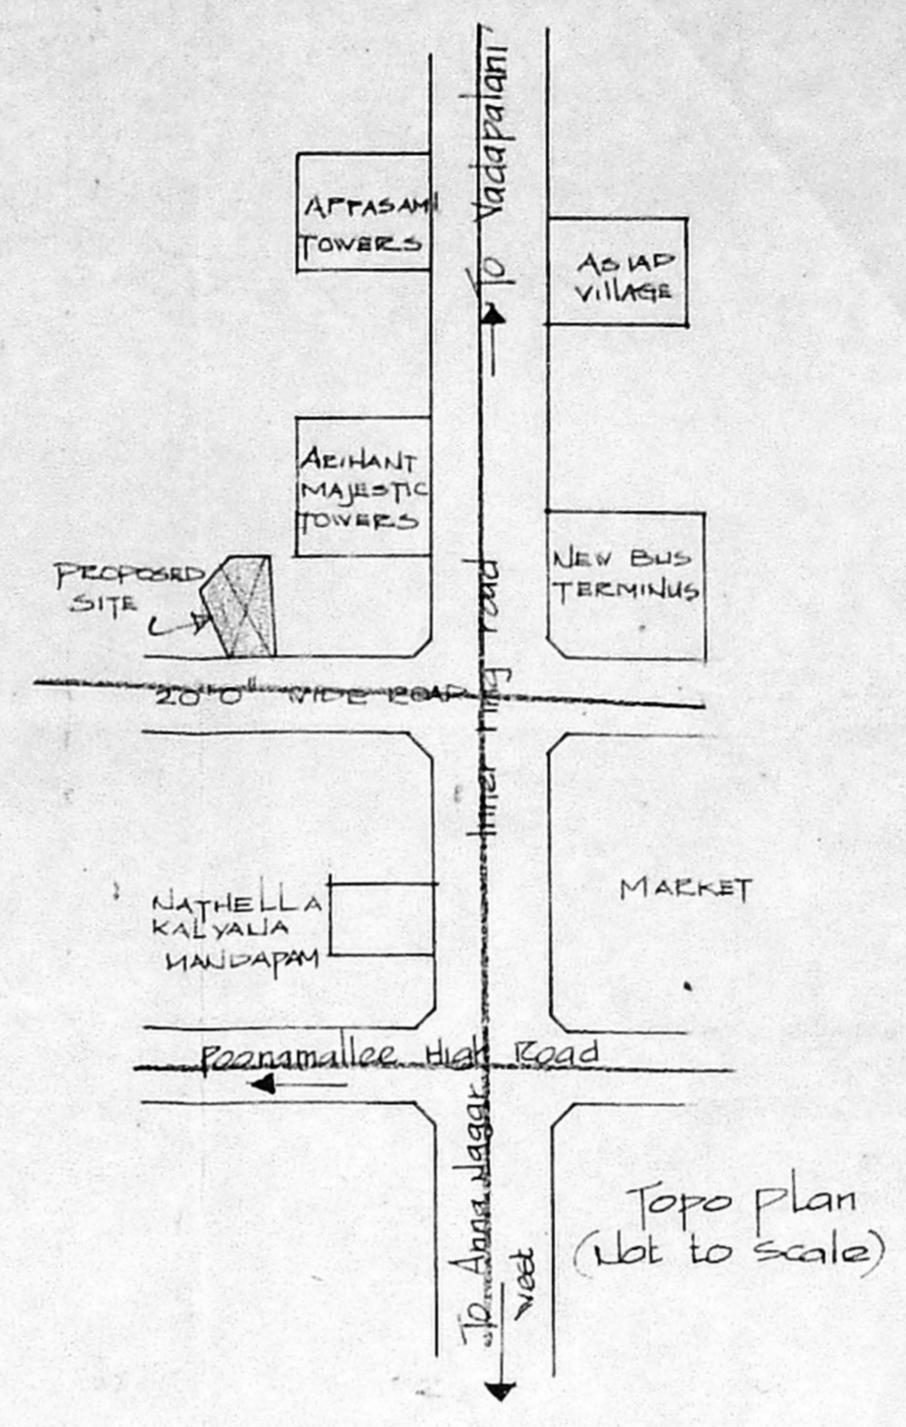 To Vadapalani
APPASAMI
TOWERS
ASIAD
VILLAGE
ARIHANT
MAJESTIC
TOWERS
NEW BUS
TERMINUS
PROPOSED
SITE
20'0" WIDE ROAD
Inner ring road
MARKET
NATHELLA
KALYANA
MANDAPAM
Poonamallee High Road
To Anna Nagar
west
Topo plan
(Not to scale)